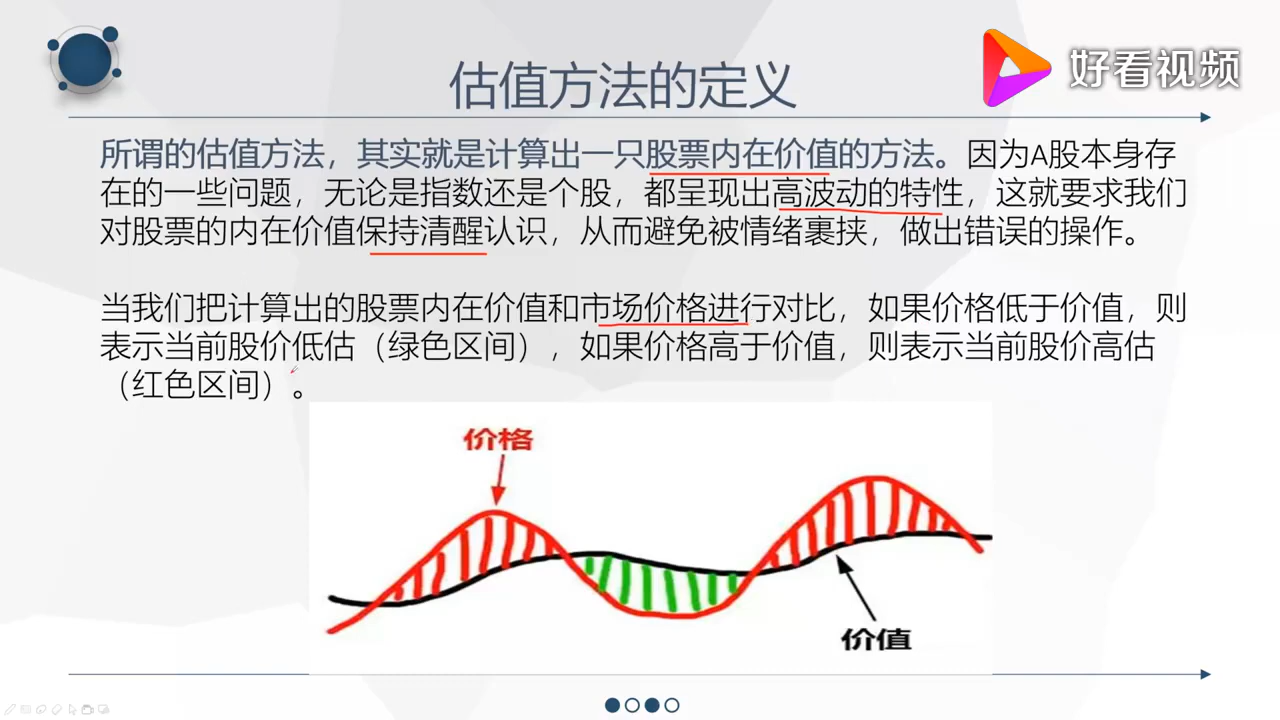 好看视频
估值方法的定义
所谓的估值方法，其实就是计算出一只股票内在价值的方法。因为A股本身存
在的一些问题，无论是指数还是个股，都呈现出高波动的特性，这就要求我们
对股票的内在价值保持清醒认识，从而避免被情绪裹挟，做出错误的操作。
当我们把计算出的股票内在价值和市场价格进行对比，如果价格低于价值，则
表示当前股价低估（绿色区间），如果价格高于价值，则表示当前股价高估
（红色区间）。
价格
价值